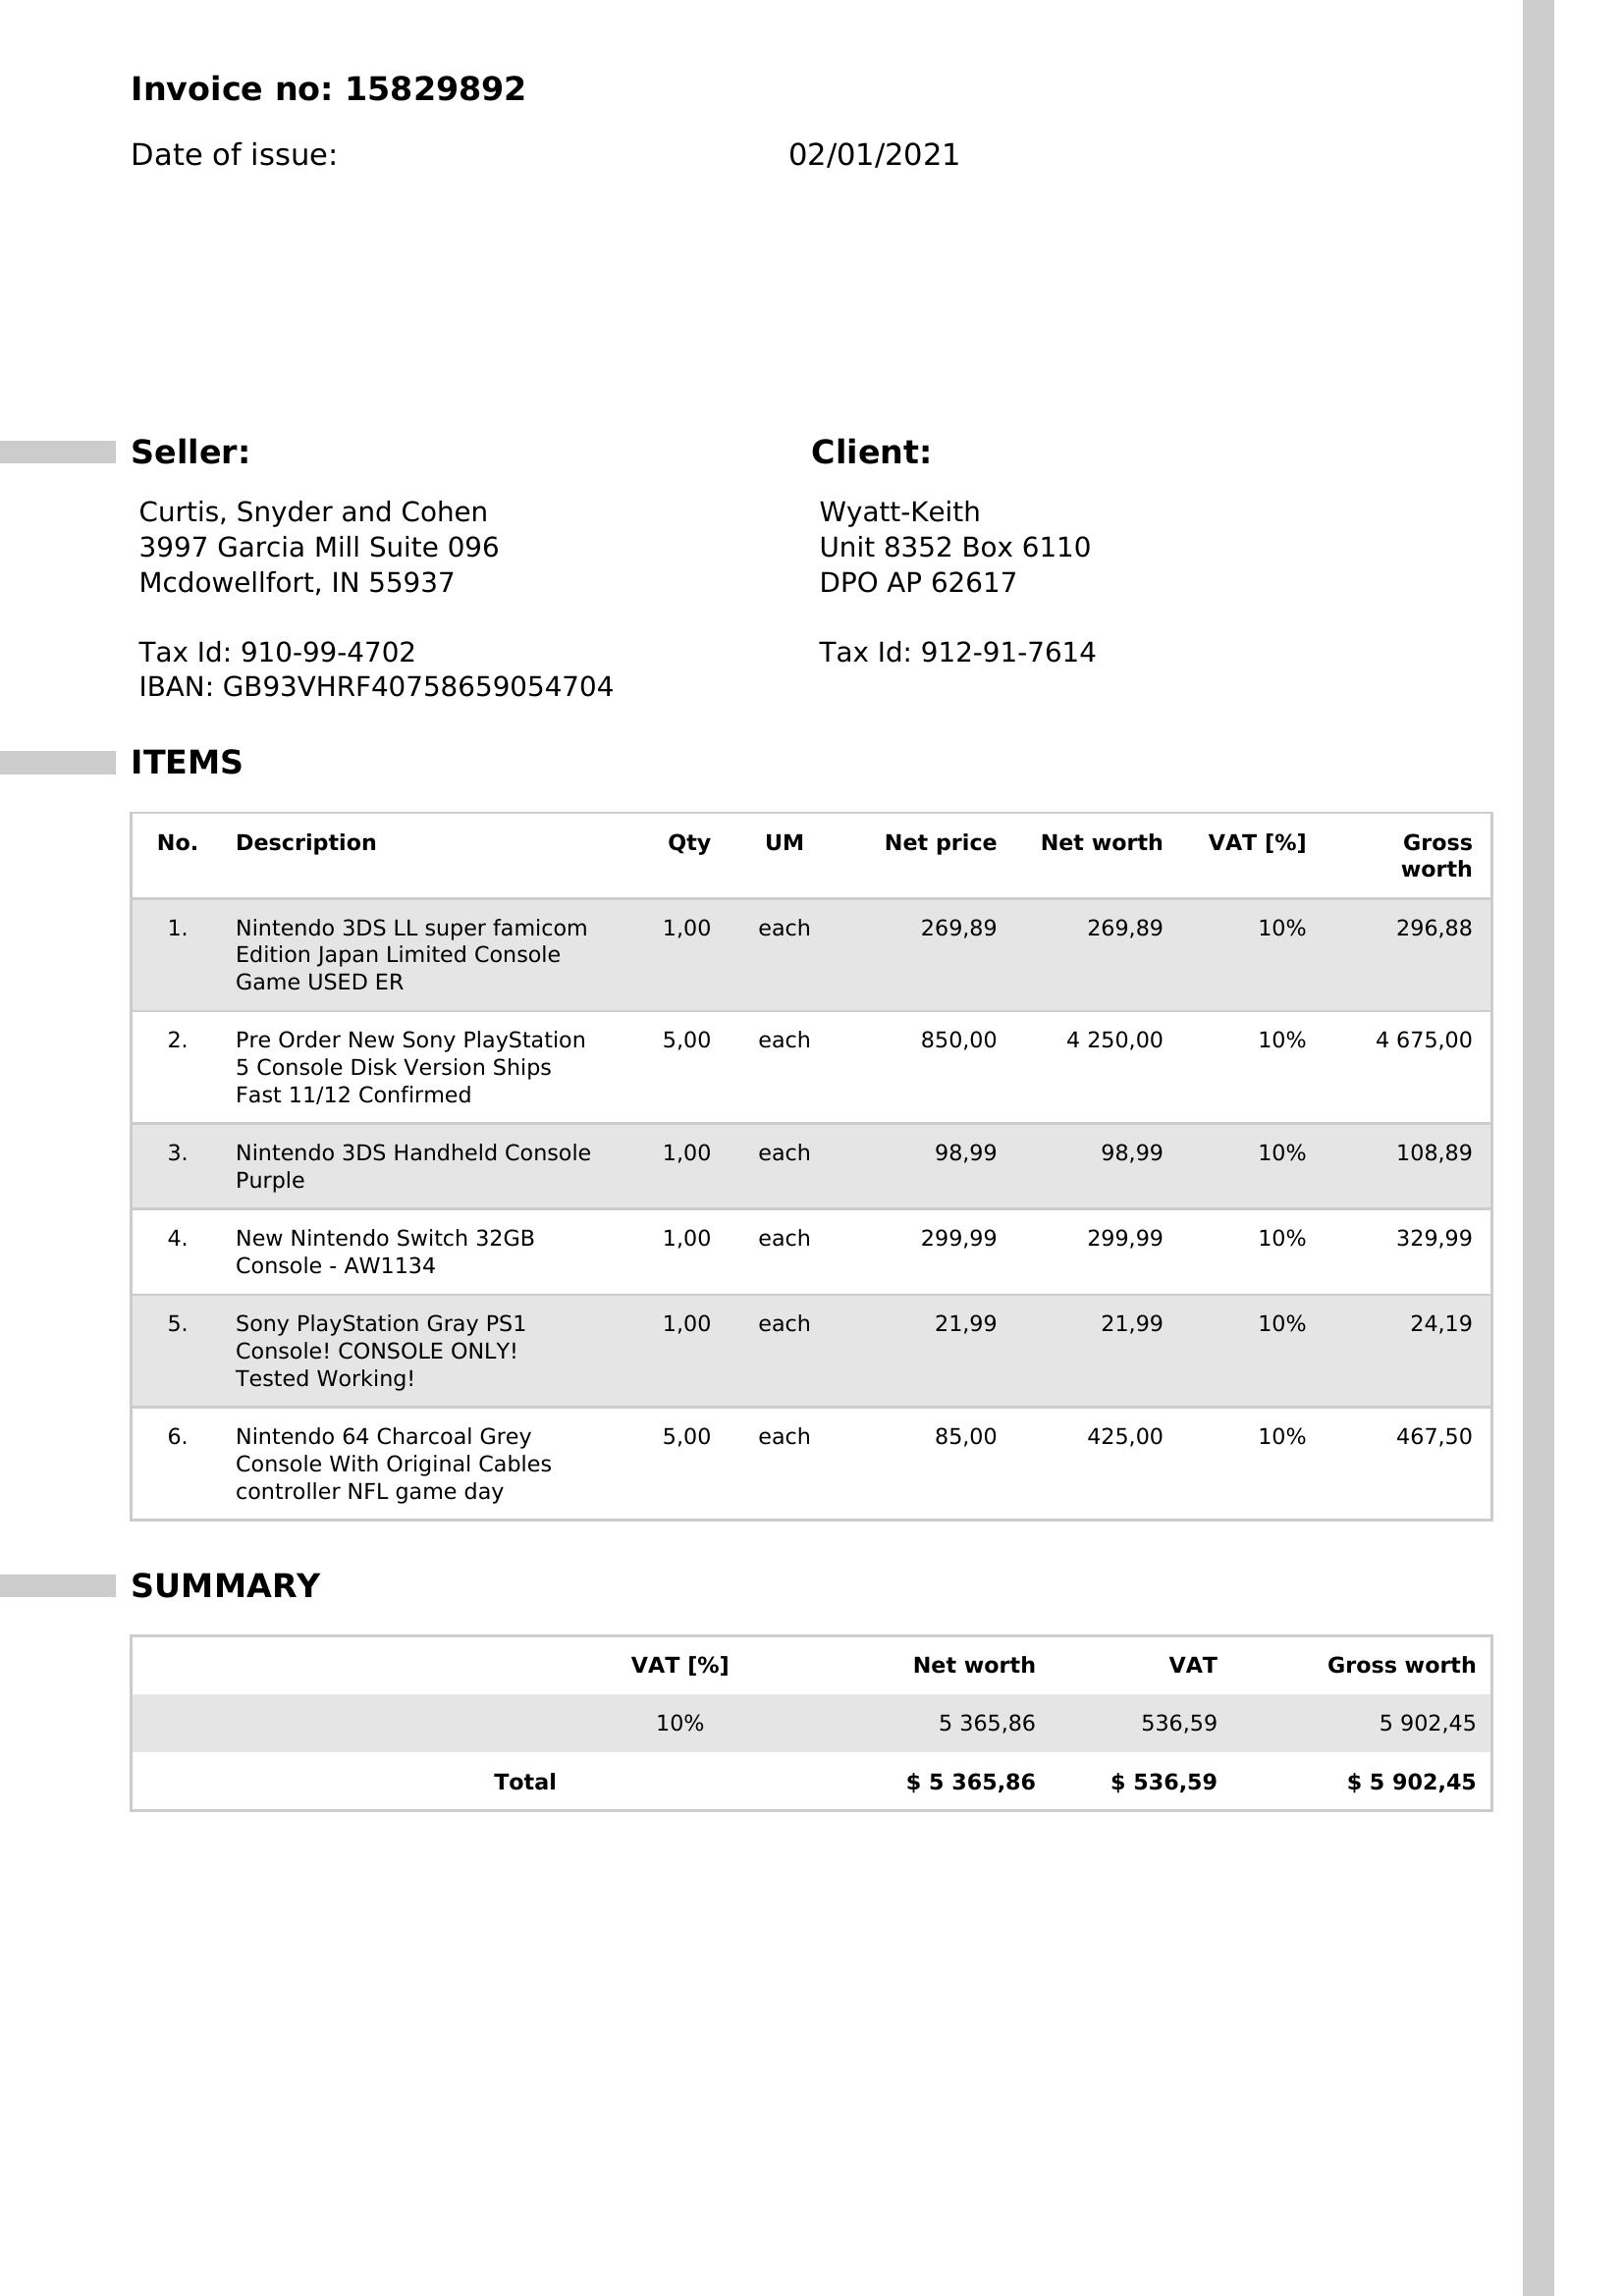 Invoice no: 15829892
Date of issue: 02/01/2021
Seller: Client:
Curtis, Snyder and Cohen Wyatt-Keith
3997 Garcia Mill Suite 096 Unit 8352 Box 6110
Mcdowellfort, IN 55937 DPO AP 62617
Tax Id: 910-99-4702 Tax Id: 912-91-7614
IBAN: GB93VHRF40758659054704
ITEMS
No. Description Qty UM Net price Net worth VAT [%] Gross
worth
1. Nintendo 3DS LL super famicom 1,00 each 269,89 269,89 10% 296,88
Edition Japan Limited Console
Game USED ER
2. Pre Order New Sony PlayStation 5,00 each 850,00 4 250,00 10% 4 675,00
5 Console Disk Version Ships
Fast 11/12 Confirmed
3. Nintendo 3DS Handheld Console 1,00 each 98,99 98,99 10% 108,89
Purple
4. New Nintendo Switch 32GB 1,00 each 299,99 299,99 10% 329,99
Console - AW1134
5. Sony PlayStation Gray PS1 1,00 each 21,99 21,99 10% 24,19
Console! CONSOLE ONLY!
Tested Working!
6. Nintendo 64 Charcoal Grey 5,00 each 85,00 425,00 10% 467,50
Console With Original Cables
controller NFL game day
SUMMARY
VAT [%] Net worth VAT Gross worth
10% 5 365,86 536,59 5 902,45
Total $ 5 365,86 $ 536,59 $ 5 902,45